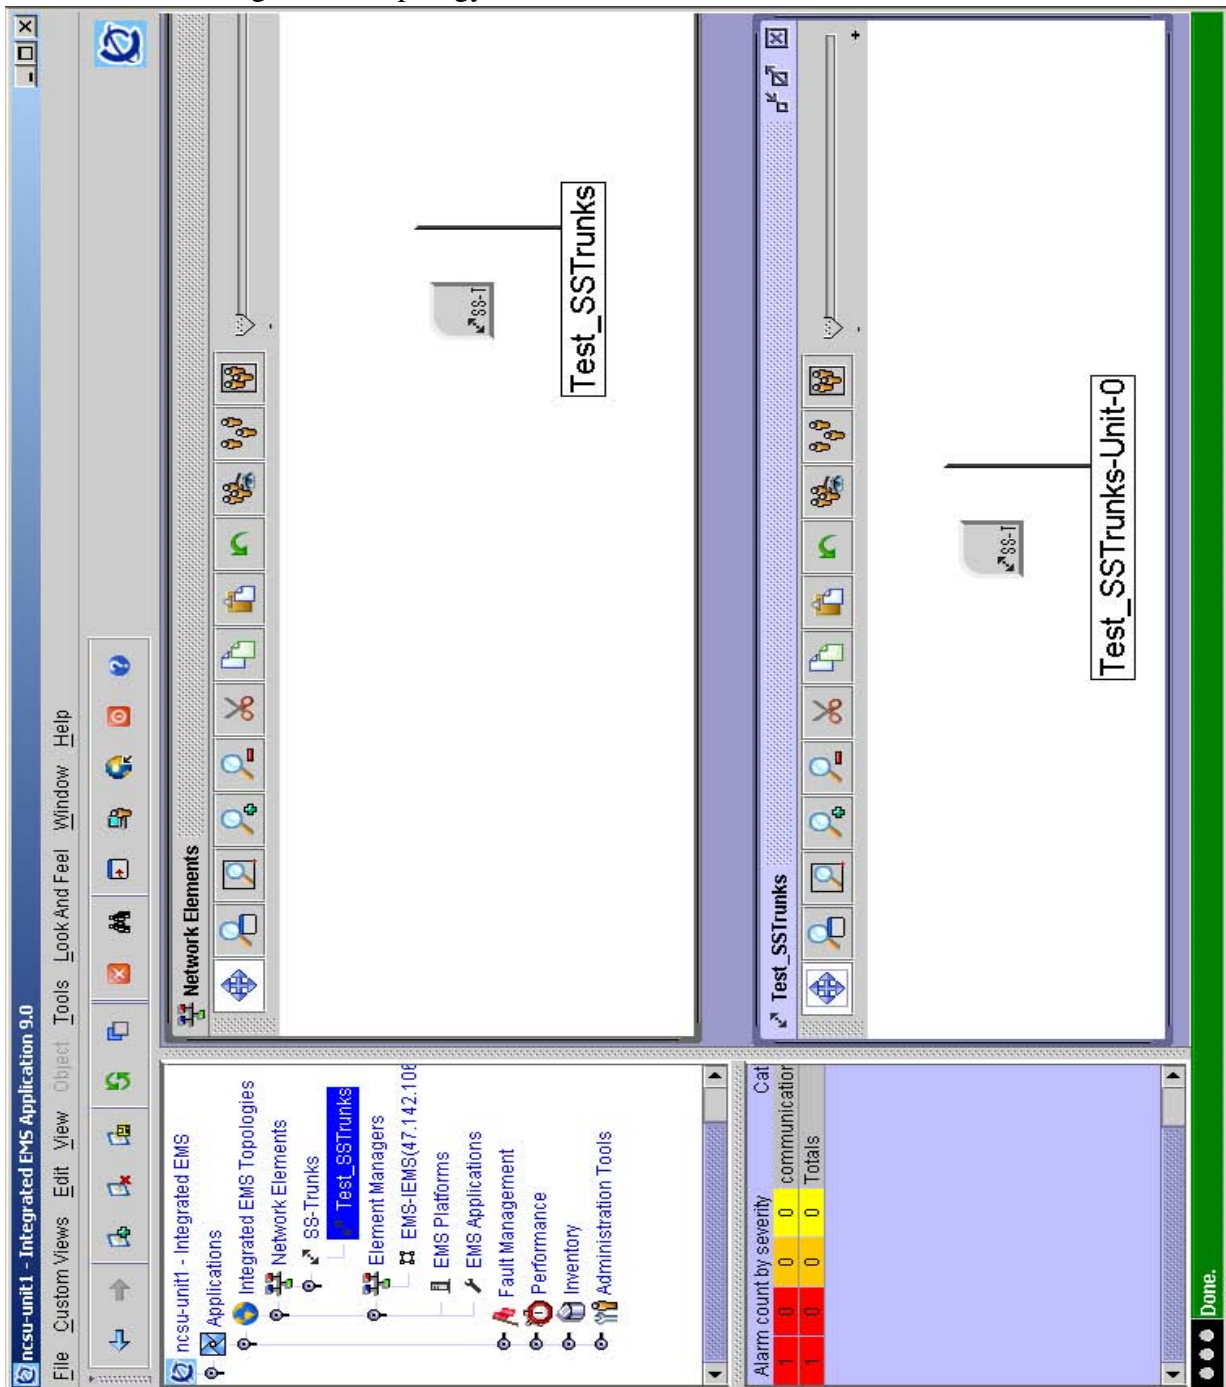 ncsu-unit1 - Integrated EMS Application 9.0
File Custom Views Edit View Object Tools Look And Feel Window Help
ncsu-unit1 - Integrated EMS
Applications
Integrated EMS Topologies
Network Elements
SS-Trunks
Test_SSTrunks
Element Managers
EMS-IEMS(47.142.106
EMS Platforms
EMS Applications
Fault Management
Performance
Inventory
Administration Tools
Alarm count by severity Cat
1 0 0 0 communication
1 0 0 0 Totals
Network Elements
-
SS-T
Test_SSTrunks
Test_SSTrunks
- +
SS-T
Test_SSTrunks-Unit-0
Done.